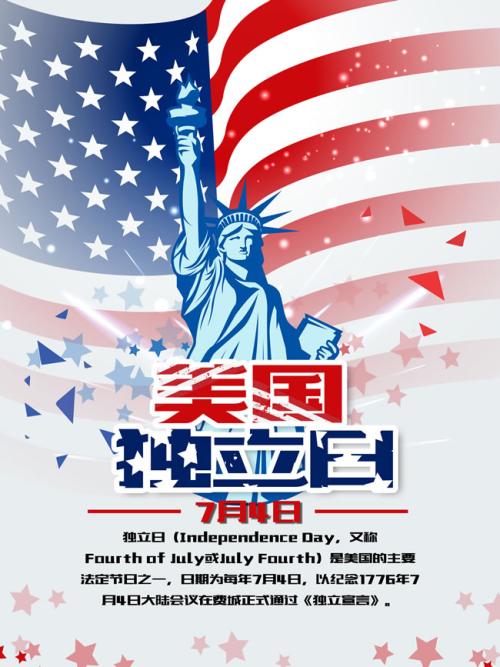 美国
独立日
7月4日
独立日（Independence Day，又称
Fourth of July或July Fourth）是美国的主要
法定节日之一，日期为每年7月4日，以纪念1776年7
月4日大陆会议在费城正式通过《独立宣言》。